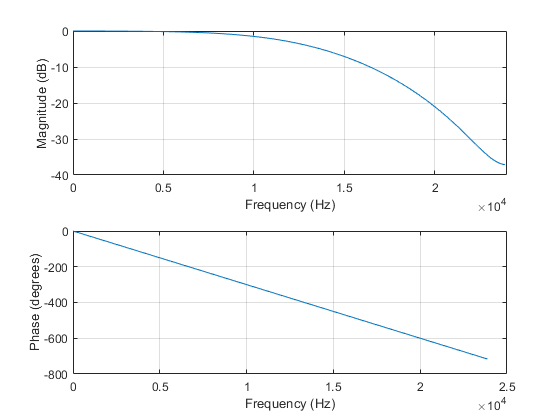 Magnitude (dB)
0
-10
-20
-30
-40
0 0.5 1 1.5 2
×10^4
Frequency (Hz)
Phase (degrees)
0
-200
-400
-600
-800
0 0.5 1 1.5 2 2.5
×10^4
Frequency (Hz)